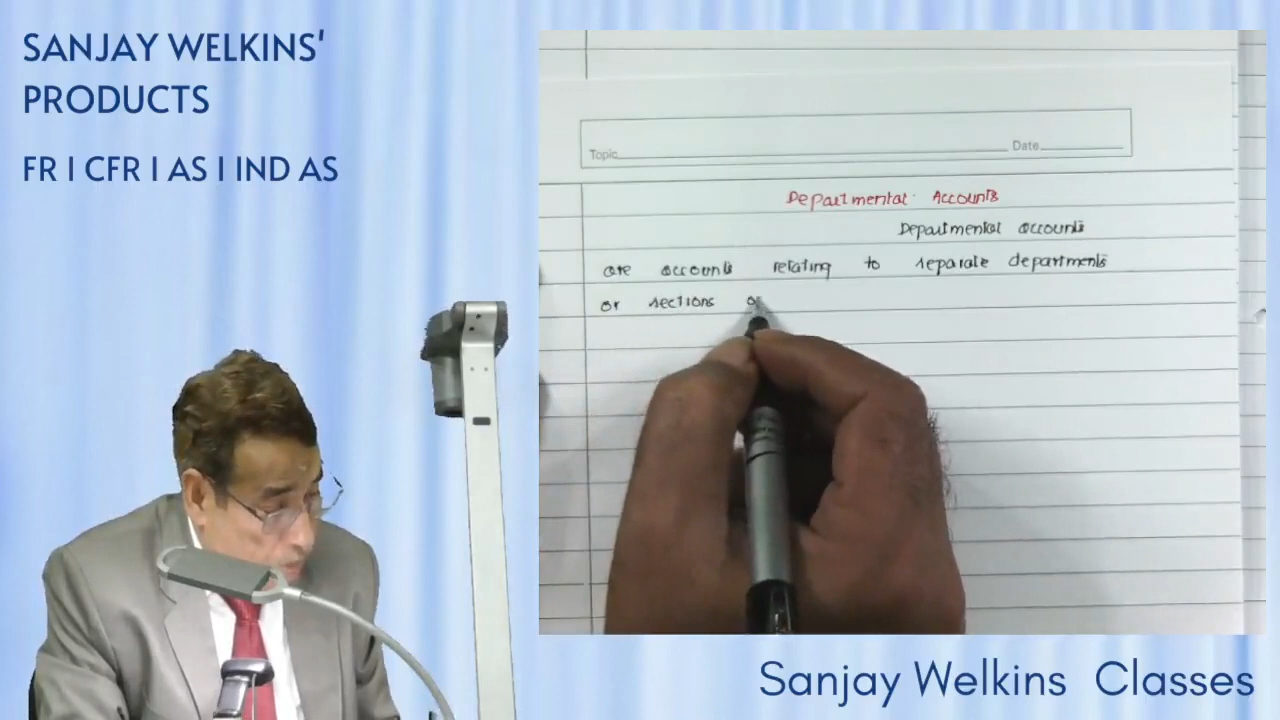 SANJAY WELKINS'
PRODUCTS
FR I CFR I AS I IND AS
Topic
Date
Departmental Accounts
Departmental accounts
are accounts relating to separate departments
or sections of
Sanjay Welkins Classes